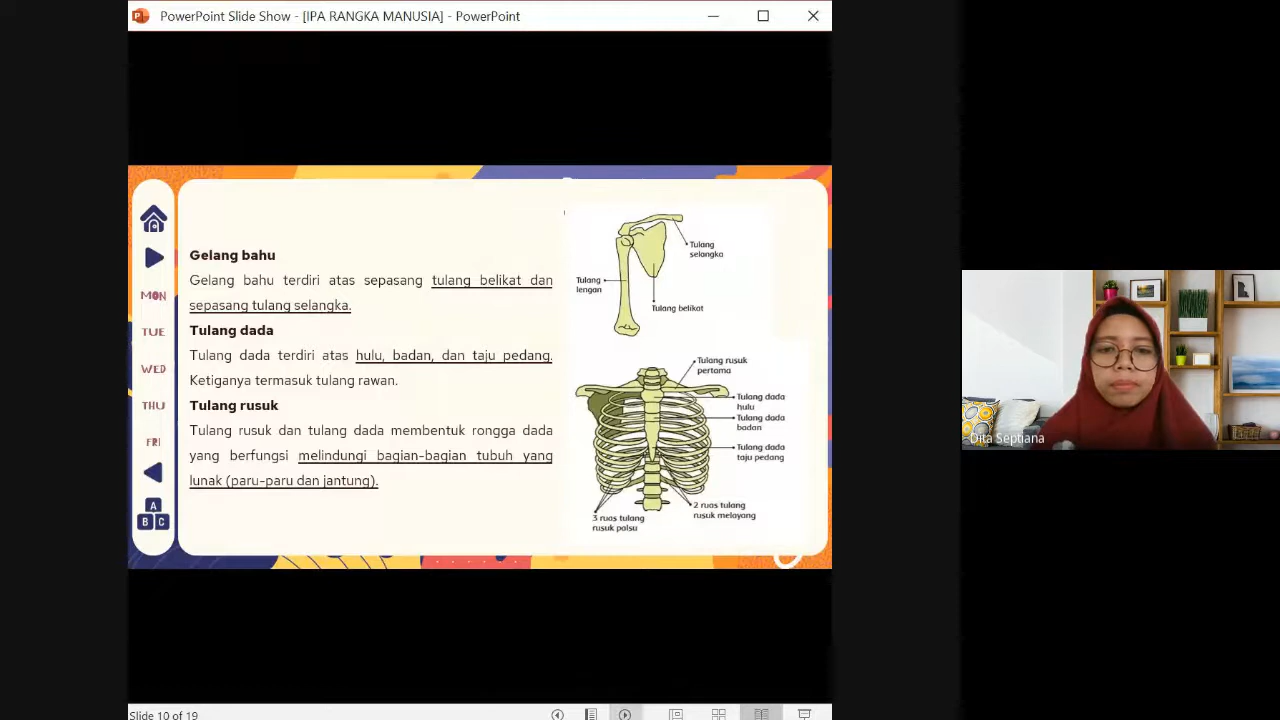 PowerPoint Slide Show - [IPA RANGKA MANUSIA] - PowerPoint
MON
TUE
WED
THU
FRI
A
B C
Gelang bahu
Gelang bahu terdiri atas sepasang tulang belikat dan
sepasang tulang selangka.
Tulang dada
Tulang dada terdiri atas hulu, badan, dan taju pedang.
Ketiganya termasuk tulang rawan.
Tulang rusuk
Tulang rusuk dan tulang dada membentuk rongga dada
yang berfungsi melindungi bagian-bagian tubuh yang
lunak (paru-paru dan jantung).
Tulang
selangka
Tulang
lengan
Tulang belikat
Tulang rusuk
pertama
Tulang dada
hulu
Tulang dada
badan
Tulang dada
taju pedang
2 ruas tulang
rusuk melayang
3 ruas tulang
rusuk palsu
Dita Septiana
Slide 10 of 19